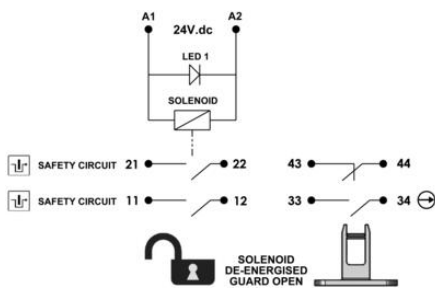 A1 A2
24V.dc
LED 1
SOLENOID
SAFETY CIRCUIT 21 22 43 44
SAFETY CIRCUIT 11 12 33 34
SOLENOID
DE-ENERGISED
GUARD OPEN